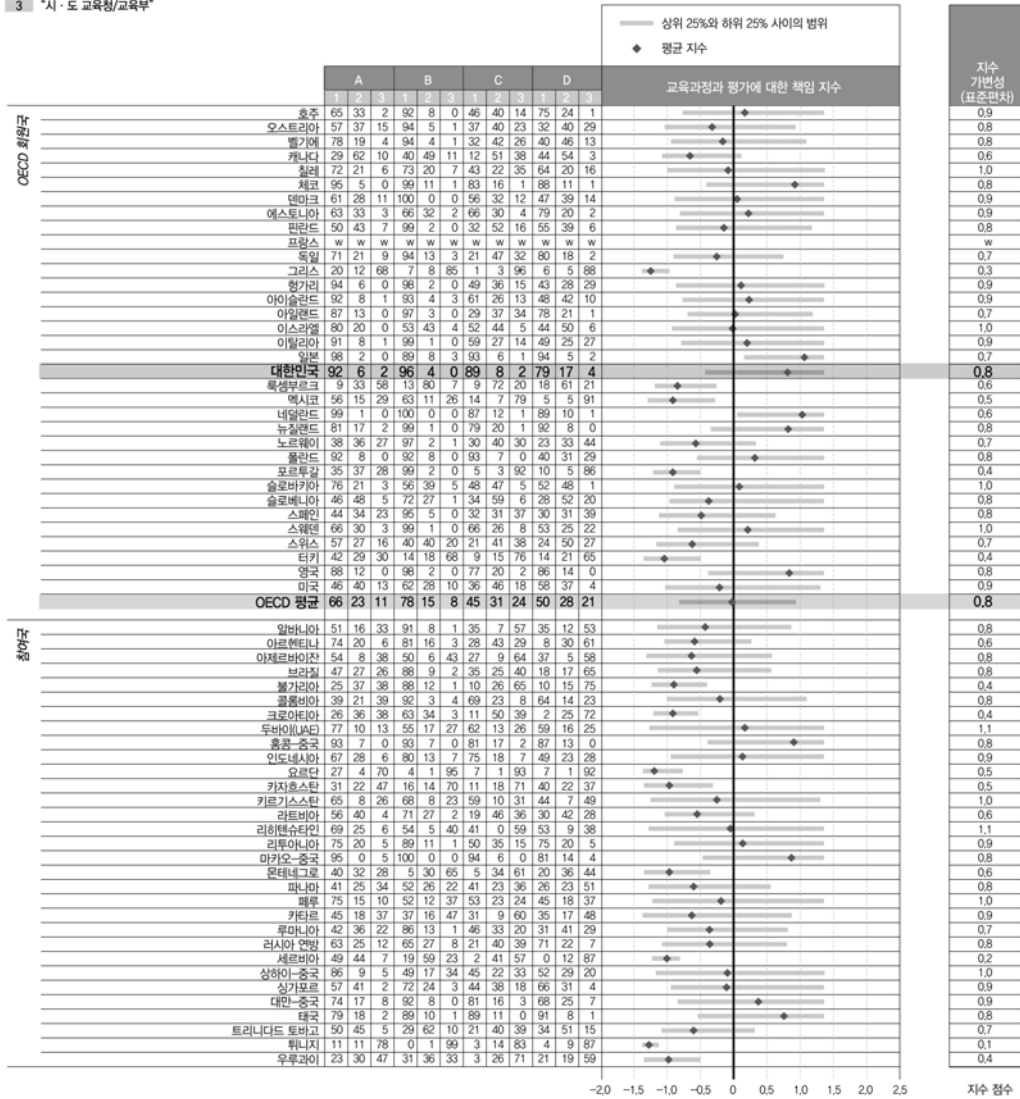 3 "시 · 도 교육청/교육부"
상위 25%와 하위 25% 사이의 범위
평균 지수
A B C D 교육과정과 평가에 대한 책임 지수 지수 가변성 (표준편차)
1 2 3 1 2 3 1 2 3 1 2 3
OECD 회원국
호주 65 33 2 92 8 0 46 40 14 75 24 1 0.9
오스트리아 57 37 15 94 5 1 37 40 23 32 40 29 0.8
벨기에 78 19 4 94 4 1 32 42 26 40 46 13 0.8
캐나다 29 62 10 40 49 11 12 51 38 44 54 3 0.6
칠레 72 21 6 73 20 7 43 22 35 64 20 16 1.0
체코 95 5 0 99 11 1 83 16 1 88 11 1 0.8
덴마크 61 28 11 100 0 0 56 32 12 47 39 14 0.9
에스토니아 63 33 3 66 32 2 66 30 4 79 20 2 0.9
핀란드 50 43 7 99 2 0 32 52 16 55 39 6 0.8
프랑스 w w w w w w w w w w w w w
독일 71 21 9 94 13 3 21 47 32 80 18 2 0.7
그리스 20 12 68 7 8 85 1 3 96 6 5 88 0.3
헝가리 94 6 0 98 2 0 49 36 15 43 28 29 0.9
아이슬란드 92 8 1 93 4 3 61 26 13 48 42 10 0.9
아일랜드 87 13 0 97 3 0 29 37 34 78 21 1 0.7
이스라엘 80 20 0 53 43 4 52 44 5 44 50 6 1.0
이탈리아 91 8 1 99 1 0 59 27 14 49 25 27 0.9
일본 98 2 0 89 8 3 93 6 1 94 5 2 0.7
대한민국 92 6 2 96 4 0 89 8 2 79 17 4 0.8
룩셈부르크 9 33 58 13 80 7 9 72 20 18 61 21 0.6
멕시코 56 15 29 63 11 26 14 7 79 5 5 91 0.5
네덜란드 99 1 0 100 0 0 87 12 1 89 10 1 0.6
뉴질랜드 81 17 2 99 1 0 79 20 1 92 8 0 0.8
노르웨이 38 36 27 97 2 1 30 40 30 23 33 44 0.7
폴란드 92 8 0 92 8 0 93 7 0 40 31 29 0.8
포르투갈 35 37 28 99 2 0 5 3 92 10 5 86 0.4
슬로바키아 76 21 3 56 39 5 48 47 5 52 48 1 1.0
슬로베니아 46 48 5 72 27 1 34 59 6 28 52 20 0.8
스페인 44 34 23 95 5 0 32 31 37 30 31 39 0.8
스웨덴 66 30 3 99 1 0 66 26 8 53 25 22 1.0
스위스 57 27 16 40 40 20 21 41 38 24 50 27 0.7
터키 42 29 30 14 18 68 9 15 76 14 21 65 0.4
영국 88 12 0 98 2 0 77 20 2 86 14 0 0.8
미국 46 40 13 62 28 10 36 46 18 58 37 4 0.9
OECD 평균 66 23 11 78 15 8 45 31 24 50 28 21 0.8
참여국
알바니아 51 16 33 91 8 1 35 7 57 35 12 53 0.8
아르헨티나 74 20 6 81 16 3 28 43 29 8 30 61 0.6
아제르바이잔 54 8 38 50 6 43 27 9 64 37 5 58 0.8
브라질 47 27 26 88 9 2 35 25 40 18 17 65 0.8
불가리아 25 37 38 88 12 1 10 26 65 10 15 75 0.4
콜롬비아 39 21 39 92 3 4 69 23 8 64 14 23 0.8
크로아티아 26 36 38 63 34 3 11 50 39 2 25 72 0.4
두바이(UAE) 77 10 13 55 17 27 62 13 26 59 16 25 1.1
홍콩-중국 93 7 0 93 7 0 81 17 2 87 13 0 0.8
인도네시아 67 28 6 80 13 7 75 18 7 49 23 28 0.9
요르단 27 4 70 4 1 95 7 1 93 7 1 92 0.5
카자흐스탄 31 22 47 16 14 70 11 18 71 40 22 37 0.5
키르기스스탄 65 8 26 68 8 23 59 10 31 44 7 49 1.0
라트비아 56 40 4 71 27 2 19 46 36 30 42 28 0.6
리히텐슈타인 69 25 6 54 5 40 41 0 59 53 9 38 1.1
리투아니아 75 20 5 89 11 1 50 35 15 75 20 5 0.9
마카오-중국 95 0 5 100 0 0 94 6 0 81 14 4 0.8
몬테네그로 40 32 28 5 30 65 5 34 61 20 36 44 0.6
파나마 41 25 34 52 26 22 41 23 36 26 23 51 0.8
페루 75 15 10 52 12 37 53 23 24 45 18 37 1.0
카타르 45 18 37 37 16 47 31 9 60 35 17 48 0.9
루마니아 42 36 22 86 13 1 46 33 20 31 41 29 0.7
러시아 연방 63 25 12 65 27 8 21 40 39 71 22 7 0.8
세르비아 49 44 7 19 59 23 2 41 57 0 12 87 0.2
상하이-중국 86 9 5 49 17 34 45 22 33 52 29 20 1.0
싱가포르 57 41 2 72 24 3 44 38 18 66 31 4 0.9
대만-중국 74 17 8 92 8 0 81 16 3 68 25 7 0.9
태국 79 18 2 89 10 1 89 11 0 91 8 1 0.8
트리니다드 토바고 50 45 5 29 62 10 21 40 39 34 51 15 0.7
튀니지 11 11 78 0 1 99 3 14 83 4 9 87 0.1
우루과이 23 30 47 31 36 33 3 26 71 21 19 59 0.4
-2.0 -1.5 -1.0 -0.5 0 0.5 1.0 1.5 2.0 2.5 지수 점수